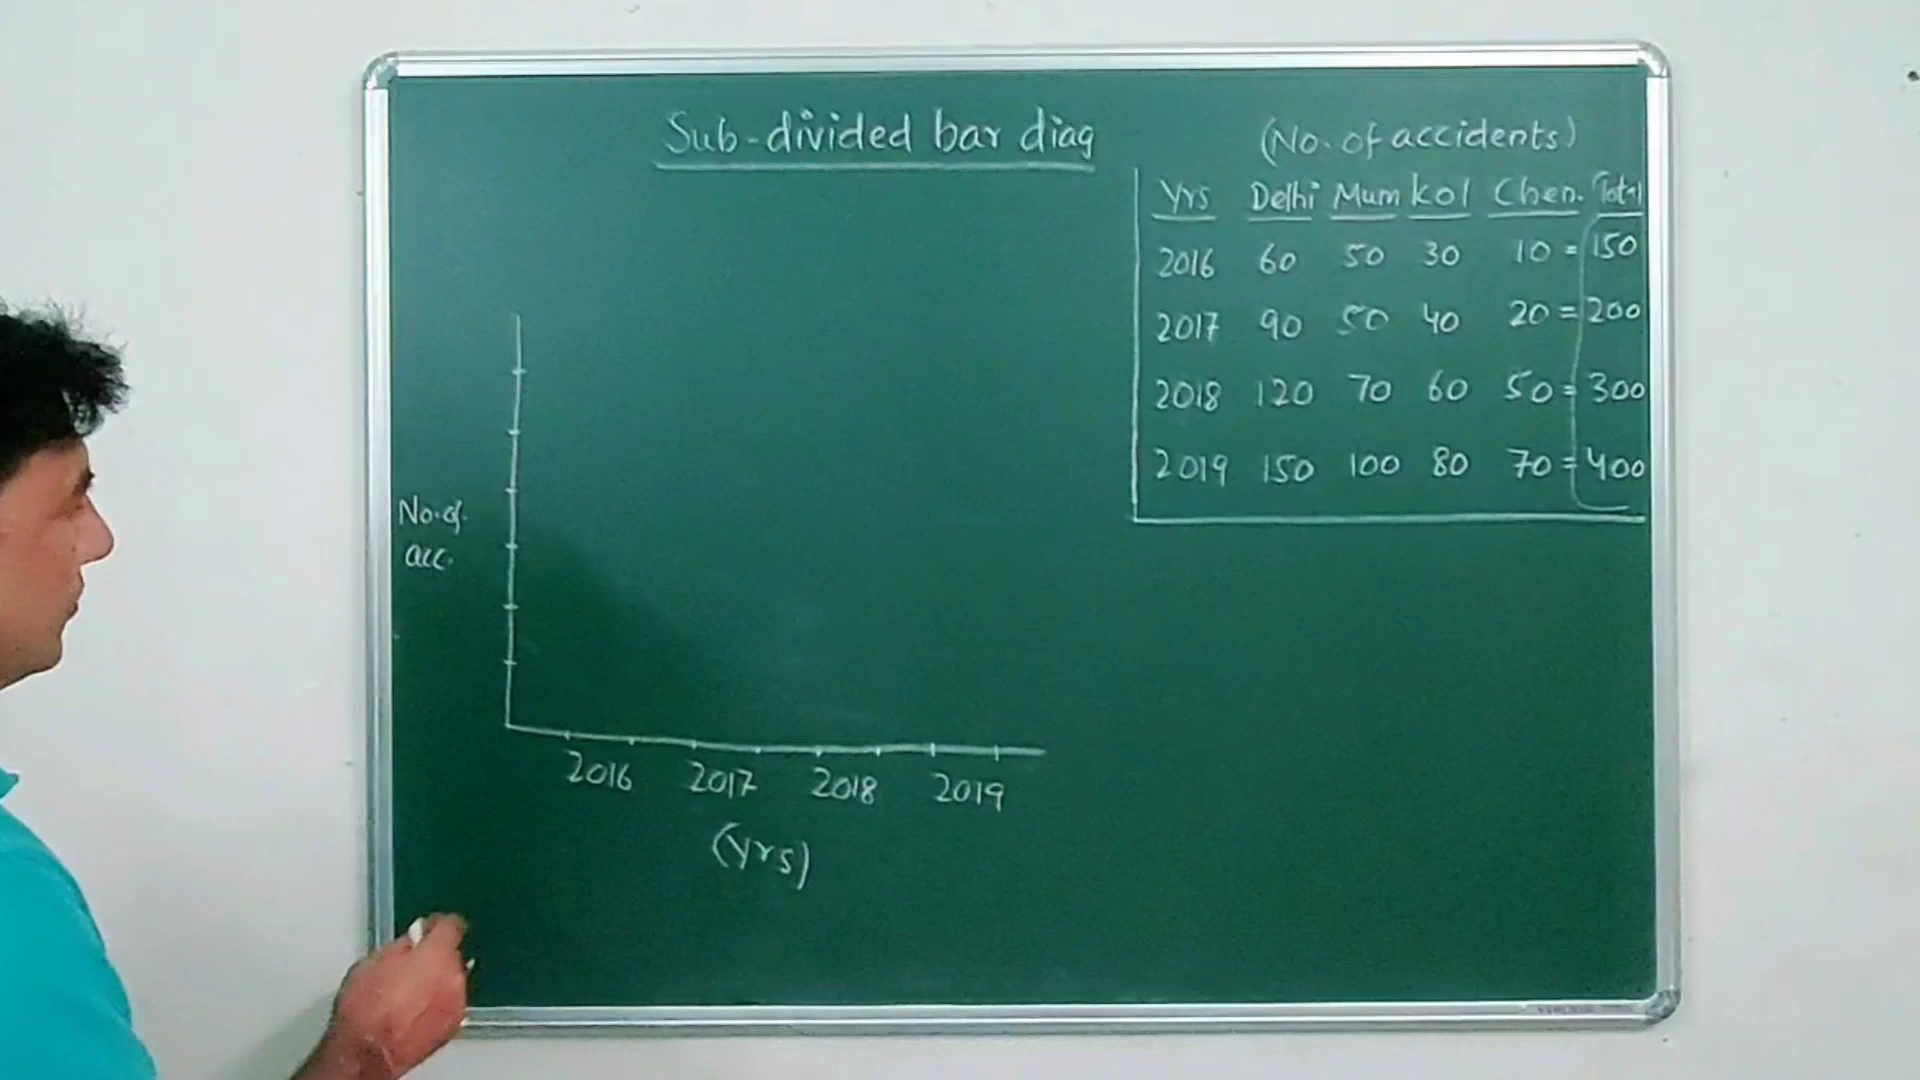 Sub-divided bar diag
(No. of accidents)
Yrs Delhi Mum Kol Chen. Total
2016 60 50 30 10 = 150
2017 90 50 40 20 = 200
2018 120 70 60 50 = 300
2019 150 100 80 70 = 400
No. of
acc.
2016 2017 2018 2019
(yrs)